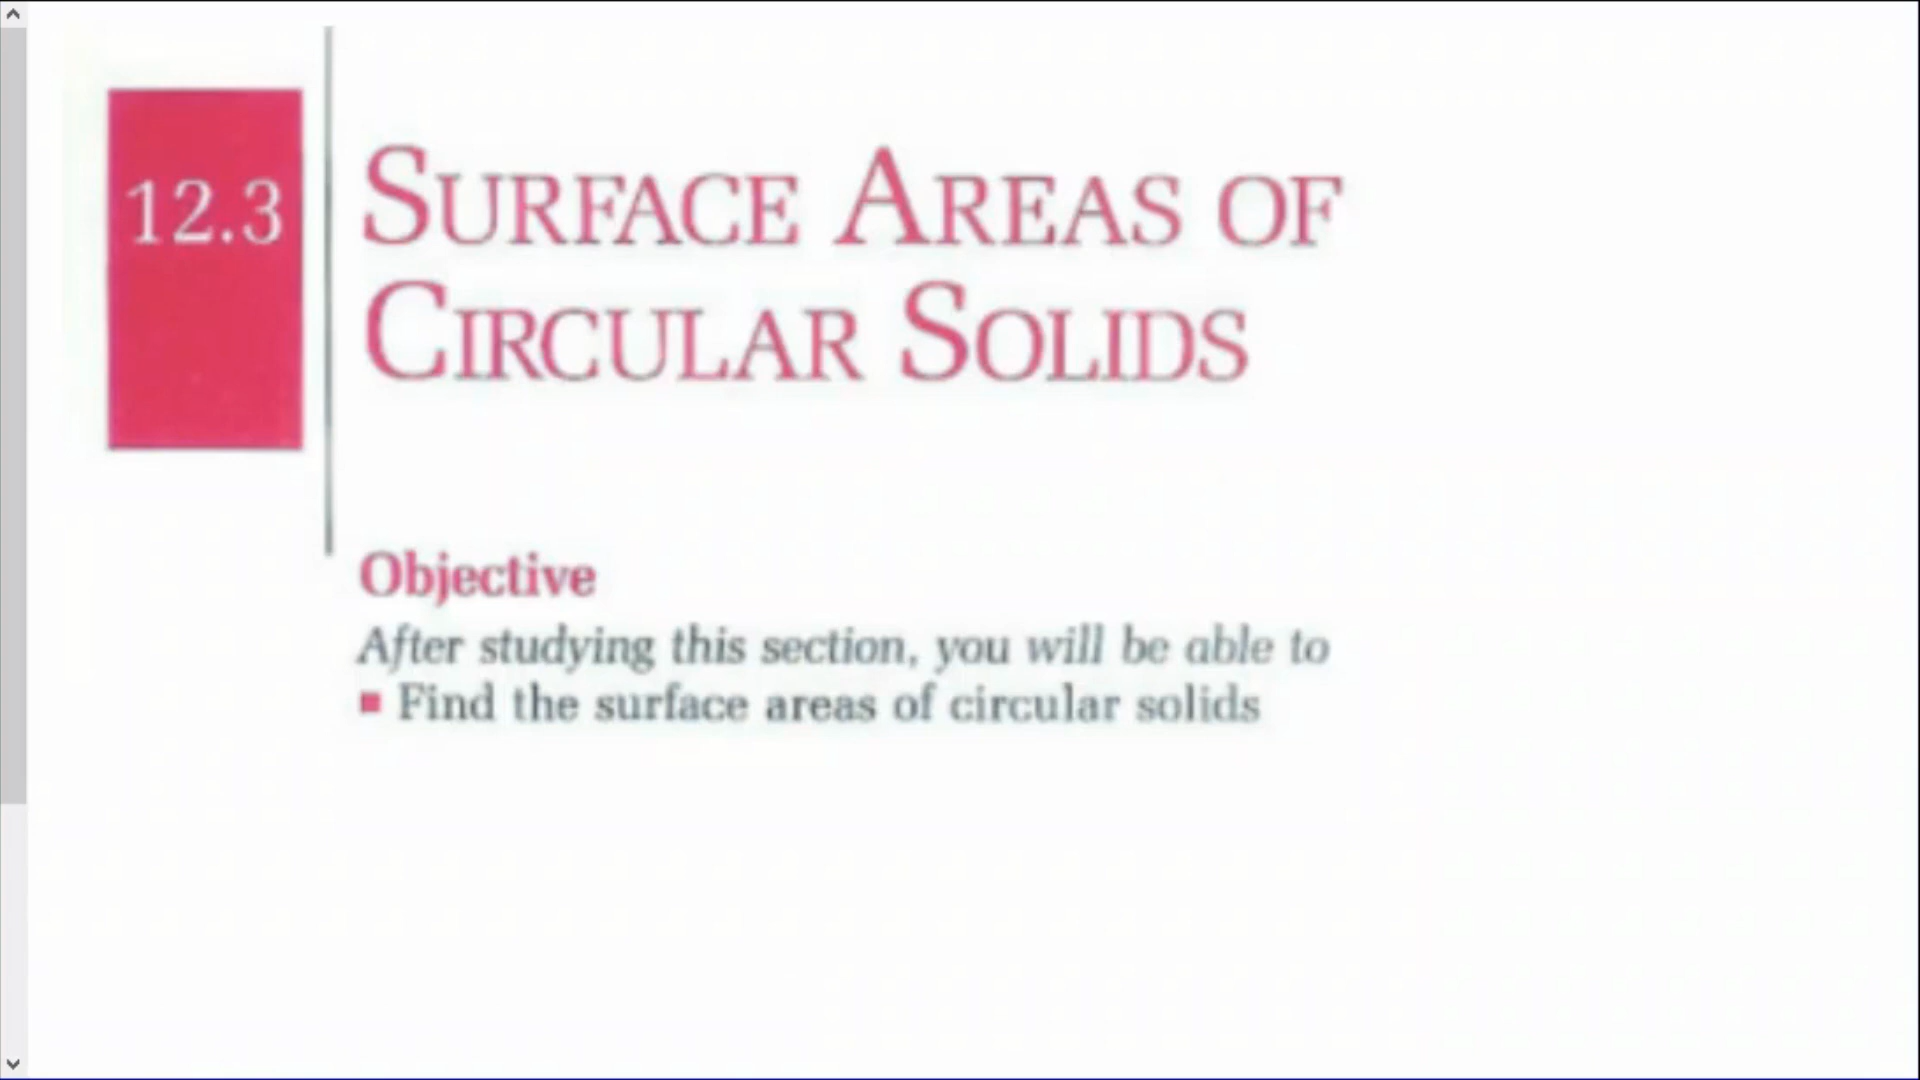 12.3
SURFACE AREAS OF
CIRCULAR SOLIDS
Objective
After studying this section, you will be able to
■ Find the surface areas of circular solids